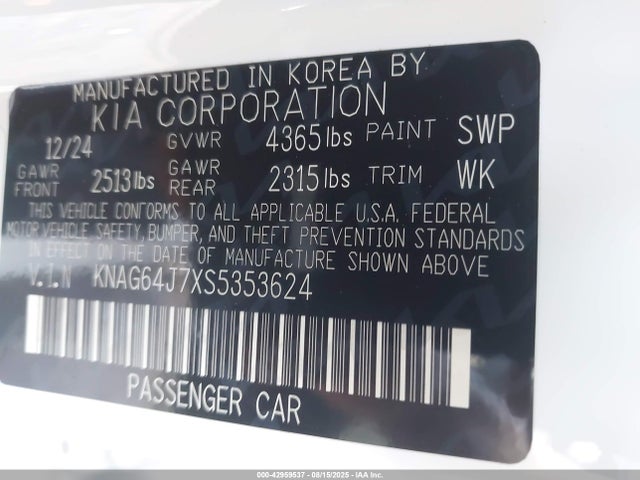 MANUFACTURED IN KOREA BY
KIA CORPORATION
12/24 GVWR 4365 lbs PAINT SWP
GAWR FRONT 2513 lbs GAWR REAR 2315 lbs TRIM WK
THIS VEHICLE CONFORMS TO ALL APPLICABLE U.S.A. FEDERAL
MOTOR VEHICLE SAFETY, BUMPER, AND THEFT PREVENTION STANDARDS
IN EFFECT ON THE DATE OF MANUFACTURE SHOWN ABOVE
V.I.N KNAG64J7XS5353624
PASSENGER CAR
000-42959537 - 08/15/2025 - IAAI, Inc.